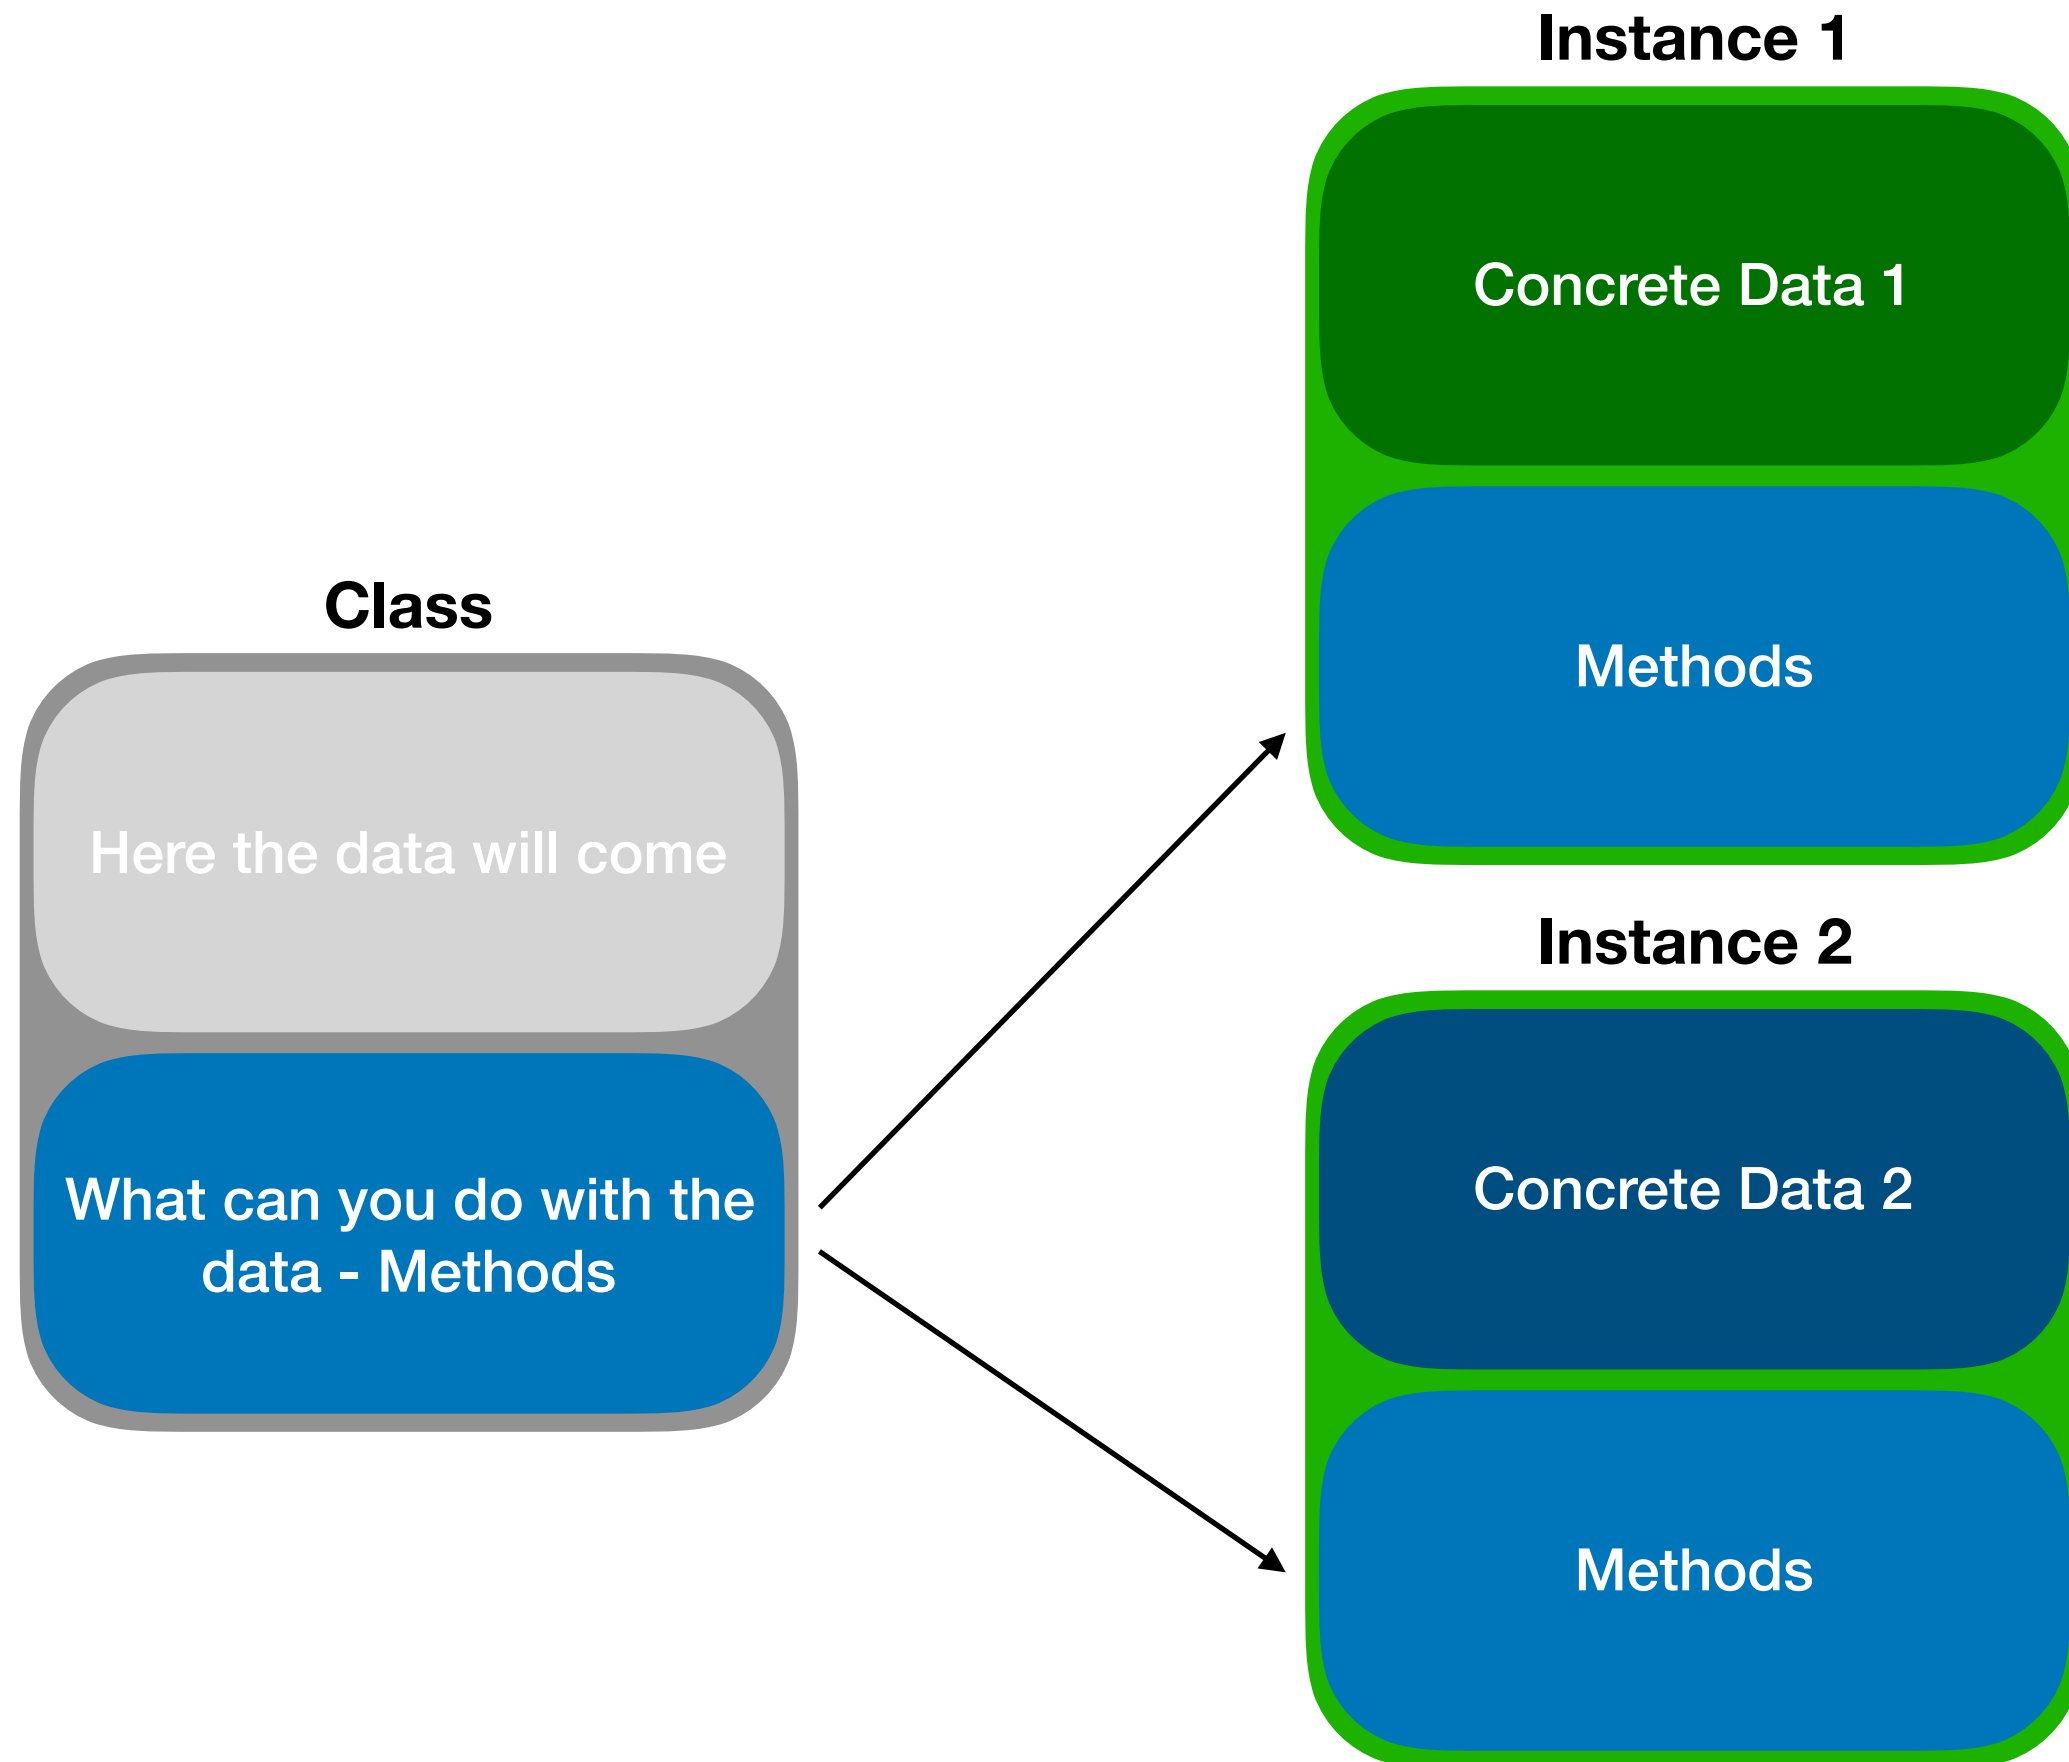 Instance 1
Concrete Data 1
Methods
Class
Here the data will come
What can you do with the
data - Methods
Instance 2
Concrete Data 2
Methods